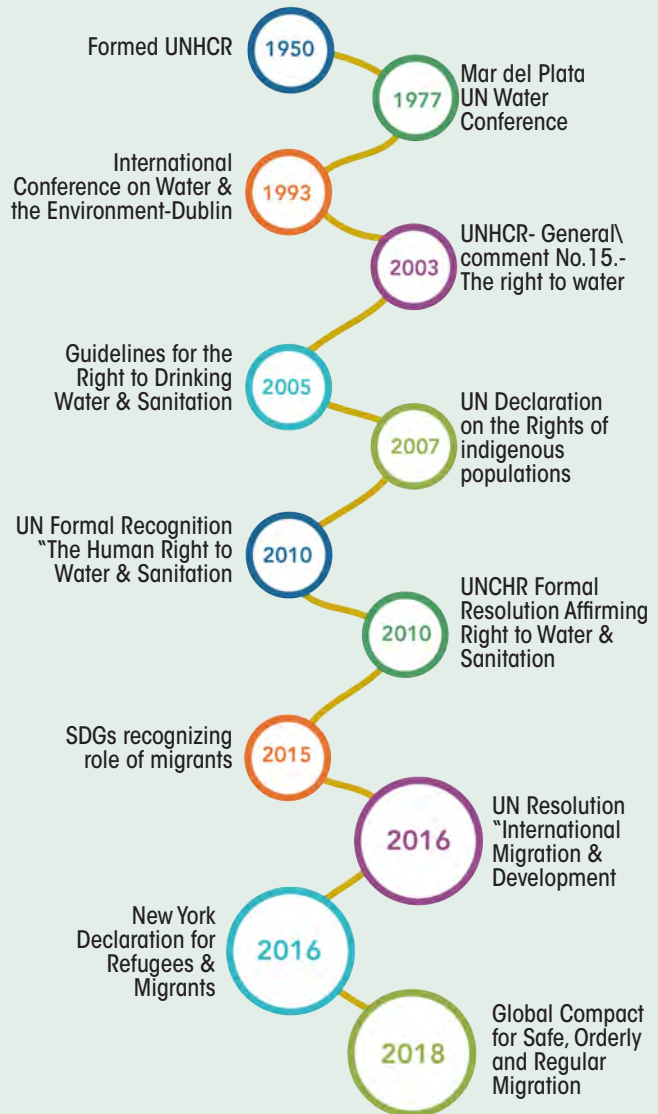 Formed UNHCR
1950
Mar del Plata
UN Water
Conference
1977
International
Conference on Water &
the Environment-Dublin
1993
UNHCR- General\
comment No.15.-
The right to water
2003
Guidelines for the
Right to Drinking
Water & Sanitation
2005
UN Declaration
on the Rights of
indigenous
populations
2007
UN Formal Recognition
“The Human Right to
Water & Sanitation
2010
UNCHR Formal
Resolution Affirming
Right to Water &
Sanitation
2010
SDGs recognizing
role of migrants
2015
UN Resolution
“International
Migration &
Development
2016
New York
Declaration for
Refugees &
Migrants
2016
Global Compact
for Safe, Orderly
and Regular
Migration
2018